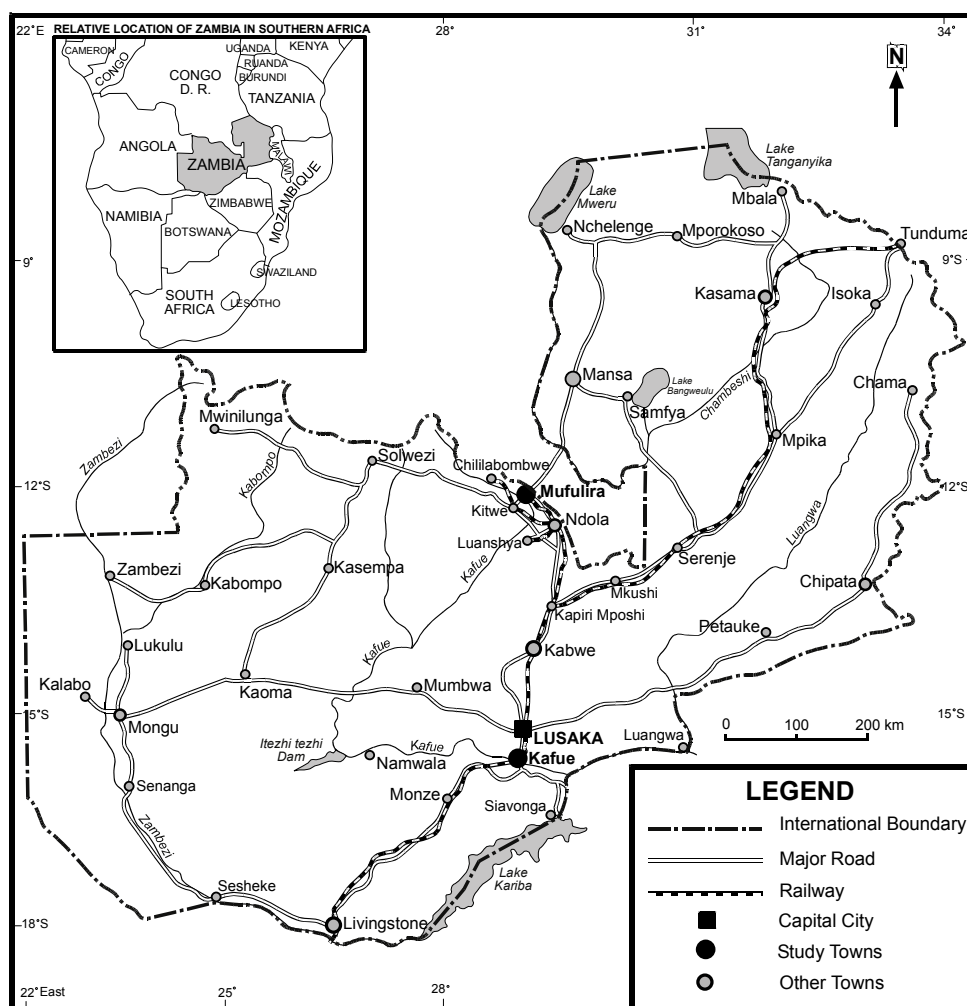 22˚E
28
31
34
RELATIVE LOCATION OF ZAMBIA IN SOUTHERN AFRICA
CAMEROON
CONGO
CONGO
D. R.
UGANDA
KENYA
RUANDA
BURUNDI
TANZANIA
ANGOLA
ZAMBIA
MALAWI
MOZAMBIQUE
NAMIBIA
ZIMBABWE
BOTSWANA
SWAZILAND
SOUTH
AFRICA
LESOTHO
N
Lake
Tanganyika
Lake
Mweru
Mbala
Nchelenge
Mporokoso
Tunduma
9˚
9˚S
Kasama
Isoka
Mansa
Lake
Bangweulu
Samfya
Chambeshi
Chama
Mpika
Mwinilunga
Zambezi
Kabompo
Solwezi
Chililabombwe
Mufulira
Kitwe
Ndola
Luanshya
Kafue
Luangwa
12˚S
12˚S
Serenje
Mkushi
Kapiri Mposhi
Chipata
Zambezi
Kabompo
Kasempa
Petauke
Lukulu
Kafue
Kabwe
Kalabo
Kaoma
Mumbwa
Mongu
15˚S
15˚S
0 100 200 km
LUSAKA
Luangwa
Itezhi tezhi
Dam
Kafue
Namwala
Kafue
Senanga
Monze
Siavonga
Zambezi
Lake
Kariba
Sesheke
Livingstone
18˚S
LEGEND
International Boundary
Major Road
Railway
Capital City
Study Towns
Other Towns
22˚East
25
28